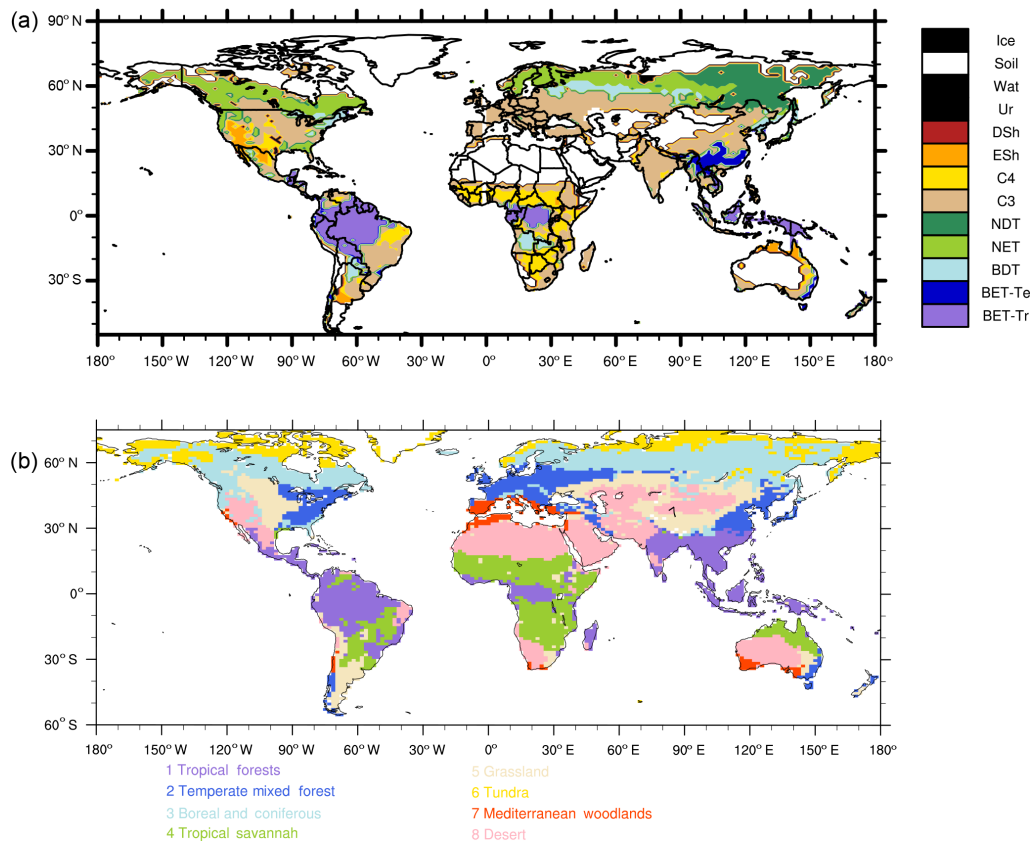 (a)
90° N
60° N
30° N
0°
30° S
180° 150° W 120° W 90° W 60° W 30° W 0° 30° E 60° E 90° E 120° E 150° E 180°
Ice
Soil
Wat
Ur
DSh
ESh
C4
C3
NDT
NET
BDT
BET-Te
BET-Tr
(b)
60° N
30° N
0°
30° S
60° S
180° 150° W 120° W 90° W 60° W 30° W 0° 30° E 60° E 90° E 120° E 150° E 180°
1 Tropical forests
2 Temperate mixed forest
3 Boreal and coniferous
4 Tropical savannah
5 Grassland
6 Tundra
7 Mediterranean woodlands
8 Desert